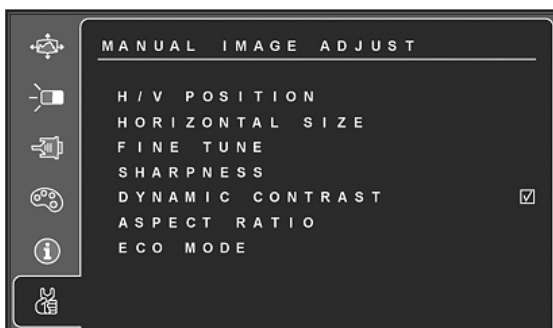 MANUAL IMAGE ADJUST
H/V POSITION
HORIZONTAL SIZE
FINE TUNE
SHARPNESS
DYNAMIC CONTRAST
ASPECT RATIO
ECO MODE